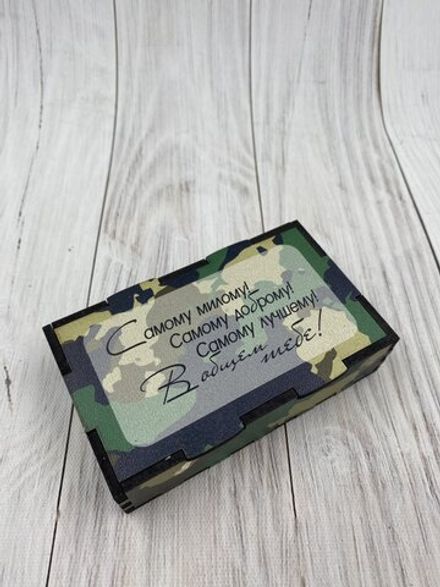 Самому милому!
Самому доброму!
Самому лучшему!
В общем тебе!